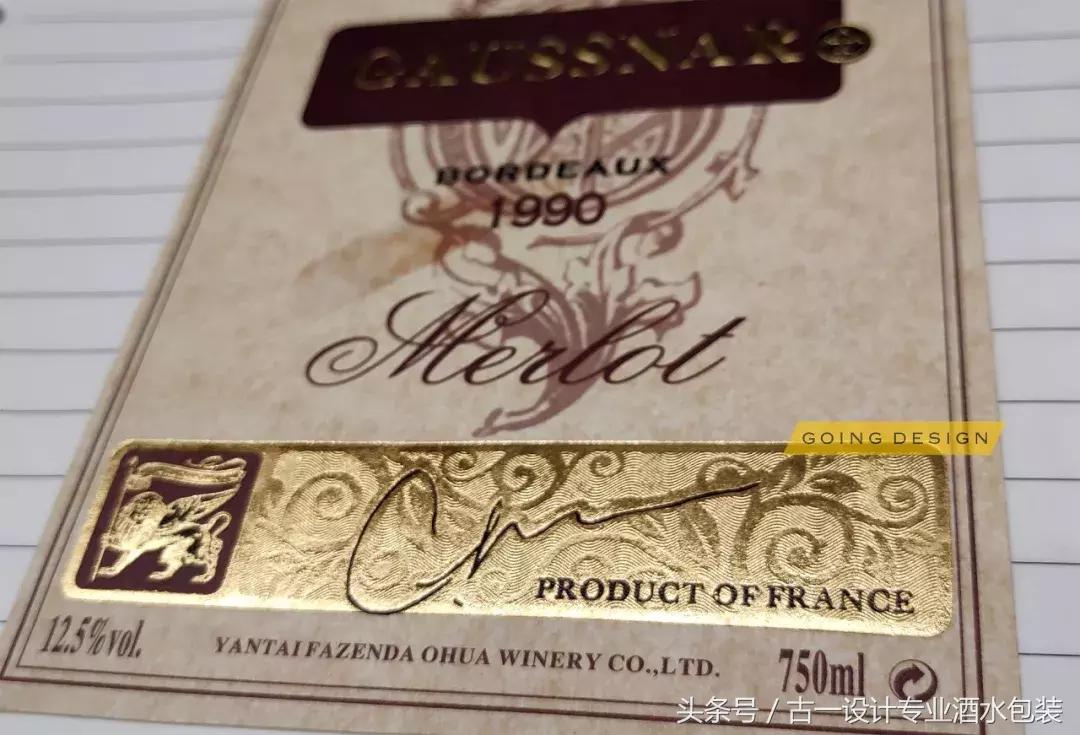 GAUSSNAR
BORDEAUX
1990
Merlot
GOING DESIGN
PRODUCT OF FRANCE
12.5%vol.
YANTAI FAZENDA OHUA WINERY CO.,LTD.
750ml
头条号 / 古一设计专业酒水包装